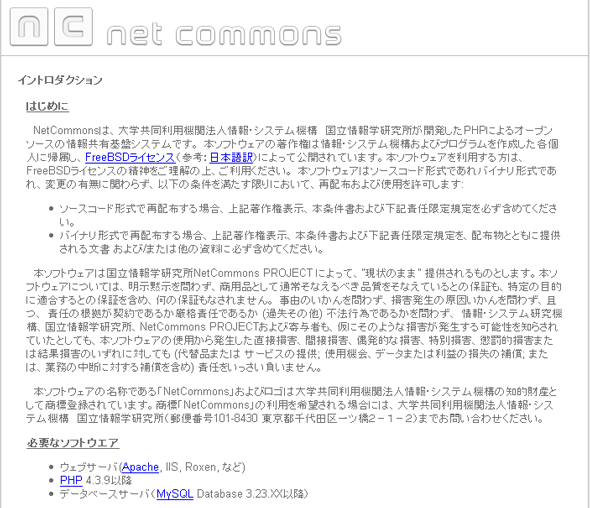 nc net commons
イントロダクション
はじめに
NetCommonsは、大学共同利用機関法人情報・システム機構　国立情報学研究所が開発したPHPによるオープン
ソースの情報共有基盤システムです。本ソフトウェアの著作権は情報・システム機構およびプログラムを作成した各個
人に帰属し、FreeBSDライセンス(参考: 日本語訳)によって公開されています。本ソフトウェアを利用する方は、
FreeBSDライセンスの精神をご理解の上、ご利用ください。 本ソフトウェアはソースコード形式であれバイナリ形式であ
れ、変更の有無に関わらず、以下の条件を満たす限りにおいて、再配布および使用を許可します:
• ソースコード形式で再配布する場合、上記著作権表示、本条件書および下記責任限定規定を必ず含めてくださ
い。
• バイナリ形式で再配布する場合、上記著作権表示、本条件書および下記責任限定規定を、配布物とともに提供
される文書 および/または他の資料に必ず含めてください。
本ソフトウェアは国立情報学研究所NetCommons PROJECT によって、"現状のまま" 提供されるものとします。本ソ
フトウェアについては、明示黙示を問わず、商用品として通常そなえるべき品質をそなえているとの保証も、特定の目的
に適合するとの保証を含め、何の保証もなされません。 事由のいかんを問わず、損害発生の原因いかんを問わず、且
つ、責任の根拠が契約であるか厳格責任であるか (過失その他) 不法行為であるかを問わず、 情報・システム研究機
構、国立情報学研究所、NetCommons PROJECTおよび寄与者も、仮にそのような損害が発生する可能性を知らされ
ていたとしても、本ソフトウェアの使用から発生した直接損害、間接損害、偶発的な損害、特別損害、懲罰的損害また
は結果損害のいずれに対しても (代替品または サービスの提供; 使用機会、データまたは利益の損失の補償; また
は、業務の中断に対する補償を含め) 責任をいっさい負いません。
本ソフトウェアの名称である「NetCommons」およびロゴは大学共同利用機関法人情報・システム機構の知的財産と
して商標登録されています。商標「NetCommons」の利用を希望される場合には、大学共同利用機関法人情報・シス
テム機構　国立情報学研究所(郵便番号101-8430 東京都千代田区一ツ橋2－1－2)までお問い合わせください。
必要なソフトウエア
• ウェブサーバ(Apache, IIS, Roxen, など)
• PHP 4.3.9以降
• データベースサーバ(MySQL Database 3.23.XX以降)